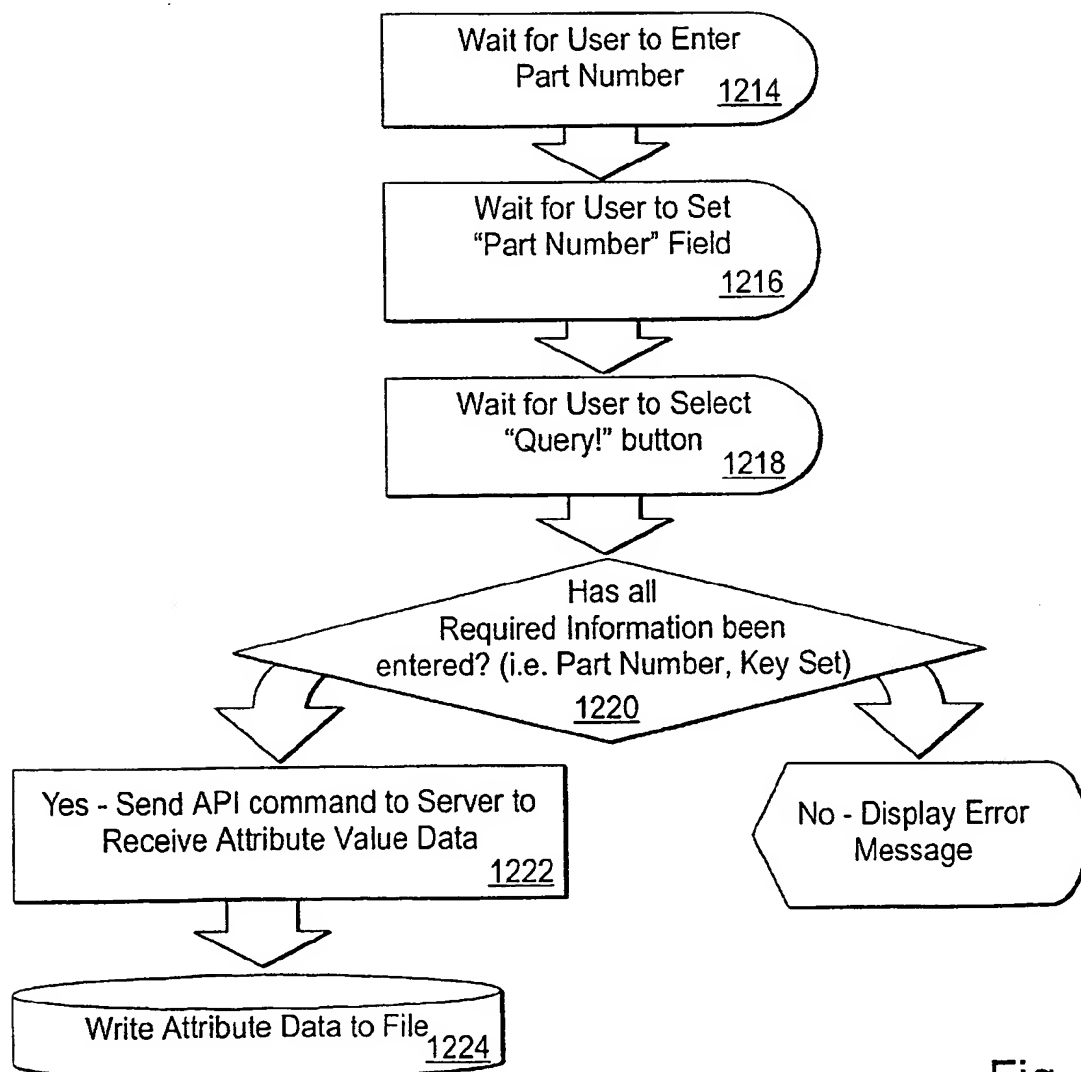 Wait for User to Enter
Part Number
1214
Wait for User to Set
“Part Number” Field
1216
Wait for User to Select
“Query!” button
1218
Has all
Required Information been
entered? (i.e. Part Number, Key Set)
1220
Yes - Send API command to Server to
Receive Attribute Value Data
1222
No - Display Error
Message
Write Attribute Data to File
1224
Fig